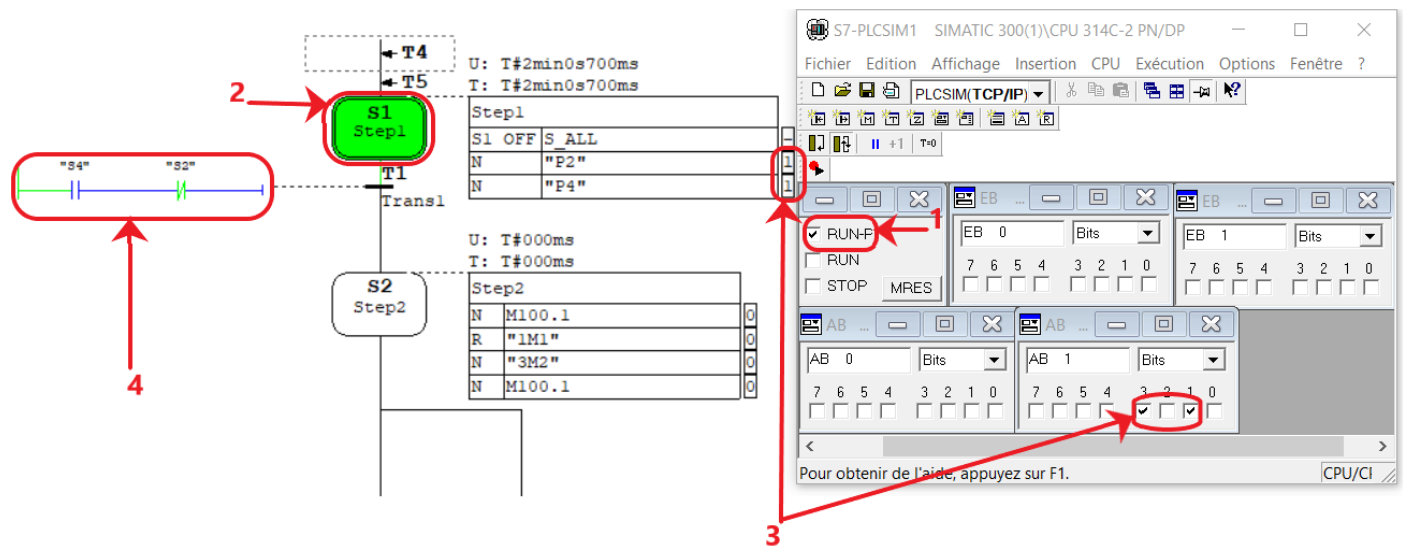 T4
T5
U: T#2min0s700ms
T: T#2min0s700ms
2
S1
Step1
Step1
S1 OFF S_ALL -
N "P2" 1
N "P4" 1
"S4" "S2"
T1
Trans1
4
U: T#000ms
T: T#000ms
S2
Step2
Step2
N M100.1 0
R "1M1" 0
N "3M2" 0
N M100.1 0
3
S7-PLCSIM1 SIMATIC 300(1)\CPU 314C-2 PN/DP
Fichier Edition Affichage Insertion CPU Exécution Options Fenêtre ?
PLCSIM(TCP/IP)
+1 T=0
1
RUN-P
RUN
STOP MRES
EB ...
EB 0 Bits
7 6 5 4 3 2 1 0
EB ...
EB 1 Bits
7 6 5 4 3 2 1 0
AB ...
AB 0 Bits
7 6 5 4 3 2 1 0
AB ...
AB 1 Bits
7 6 5 4 3 2 1 0
Pour obtenir de l'aide, appuyez sur F1. CPU/CI